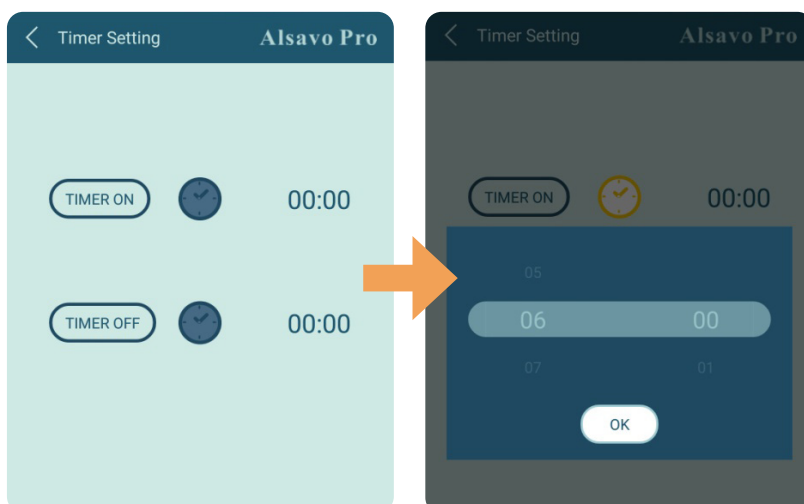 Timer Setting Alsavo Pro
TIMER ON 00:00
TIMER OFF 00:00
Timer Setting Alsavo Pro
TIMER ON 00:00
05
06 00
07 01
OK